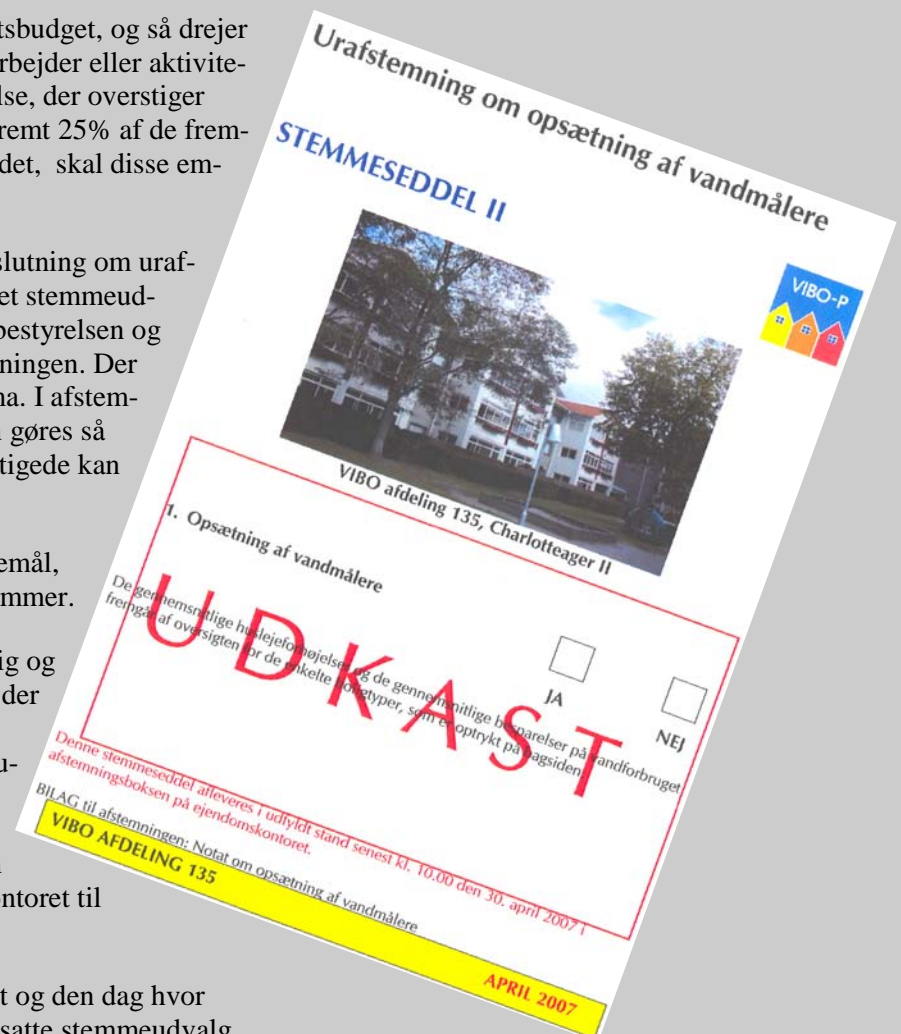 tsbudget, og så drejer
rbejder eller aktivite-
lse, der overstiger
remt 25% af de frem-
det, skal disse em-
slutning om uraf-
et stemmeud-
bestyrelsen og
ningen. Der
na. I afstem-
gøres så
tigede kan
emål,
mmer.
ig og
der
u-
ntoret til
t og den dag hvor
satte stemmeudvalg
Urafstemning om opsætning af vandmålere
STEMMESEDDEL II
VIBO-P
VIBO afdeling 135, Charlotteager II
1. Opsætning af vandmålere
JA
NEJ
De gennemsnitlige huslejeforhøjelser og de gennemsnitlige besparelser på vandforbruget
fremgår af oversigten for de enkelte boligtyper, som er optrykt på bagsiden.
UDKAST
Denne stemmeseddel afleveres i udfyldt stand senest kl. 10.00 den 30. april 2007 i
afstemningsboksen på ejendomskontoret.
BILAG til afstemningen: Notat om opsætning af vandmålere
VIBO AFDELING 135
APRIL 2007